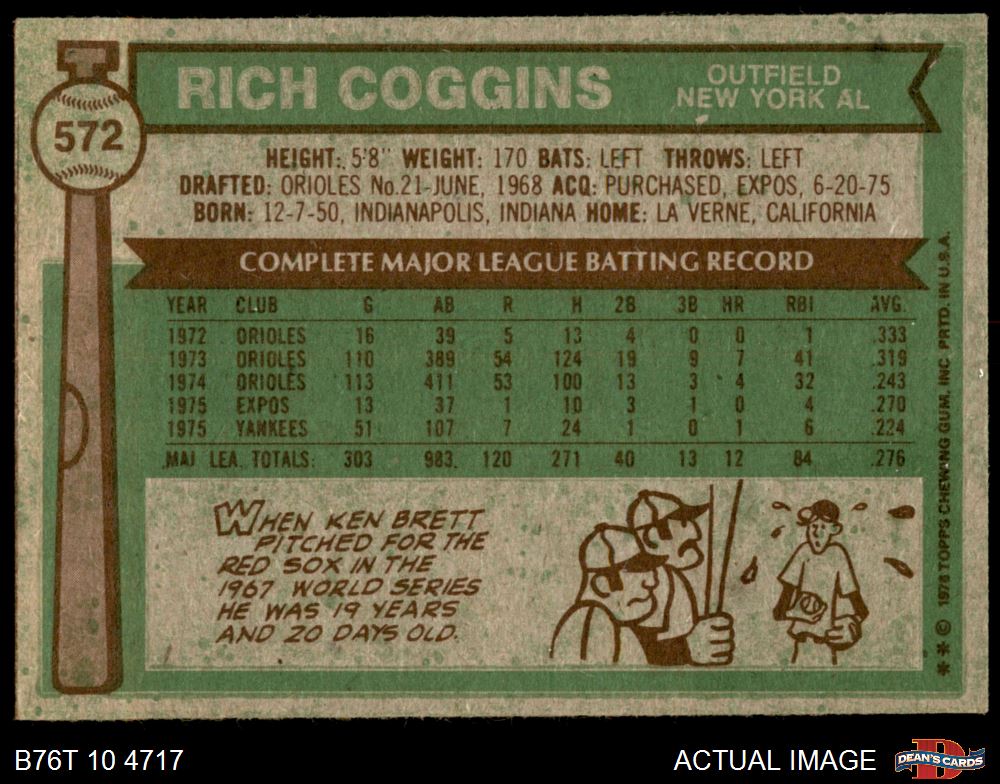 572
RICH COGGINS
OUTFIELD
NEW YORK AL
HEIGHT: 5'8" WEIGHT: 170 BATS: LEFT THROWS: LEFT
DRAFTED: ORIOLES No.21-JUNE, 1968 ACQ: PURCHASED, EXPOS, 6-20-75
BORN: 12-7-50, INDIANAPOLIS, INDIANA HOME: LA VERNE, CALIFORNIA
COMPLETE MAJOR LEAGUE BATTING RECORD
YEAR CLUB G AB R H 2B 3B HR RBI AVG.
1972 ORIOLES 16 39 5 13 4 0 0 1 .333
1973 ORIOLES 110 389 54 124 19 9 7 41 .319
1974 ORIOLES 113 411 53 100 13 3 4 32 .243
1975 EXPOS 13 37 1 10 3 1 0 4 .270
1975 YANKEES 51 107 7 24 1 0 1 6 .224
MAJ. LEA. TOTALS: 303 983 120 271 40 13 12 84 .276
WHEN KEN BRETT
PITCHED FOR THE
RED SOX IN THE
1967 WORLD SERIES
HE WAS 19 YEARS
AND 20 DAYS OLD.
** © 1976 TOPPS CHEWING GUM, INC. PRTD. IN U.S.A.
B76T 10 4717
ACTUAL IMAGE
D
DEAN'S CARDS